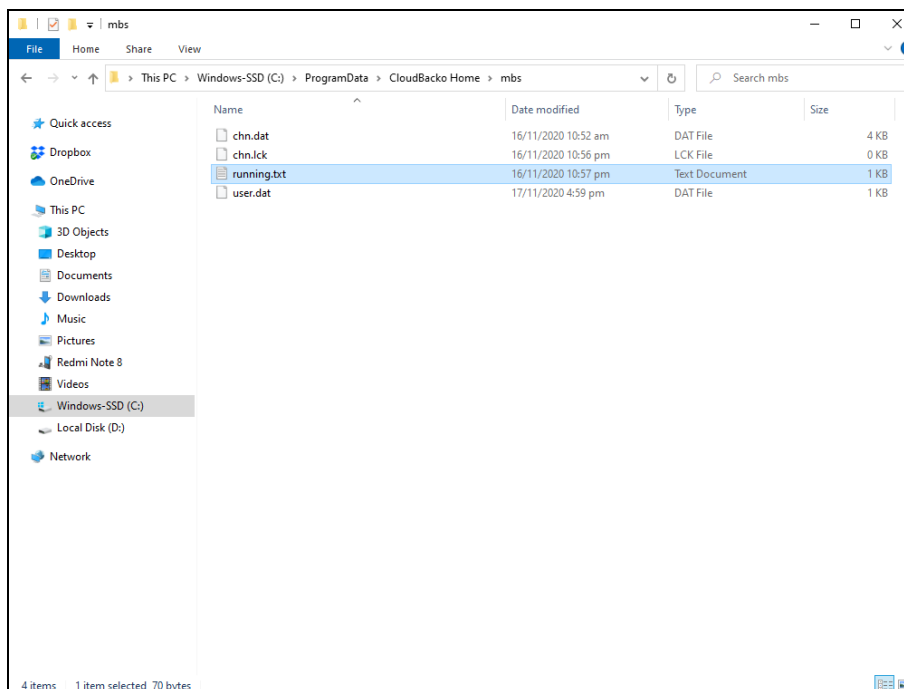 mbs
File Home Share View
This PC > Windows-SSD (C:) > ProgramData > CloudBacko Home > mbs
Search mbs
Name Date modified Type Size
Quick access
Dropbox
OneDrive
This PC
3D Objects
Desktop
Documents
Downloads
Music
Pictures
Redmi Note 8
Videos
Windows-SSD (C:)
Local Disk (D:)
Network
chn.dat 16/11/2020 10:52 am DAT File 4 KB
chn.lck 16/11/2020 10:56 pm LCK File 0 KB
running.txt 16/11/2020 10:57 pm Text Document 1 KB
user.dat 17/11/2020 4:59 pm DAT File 1 KB
4 items 1 item selected 70 bytes